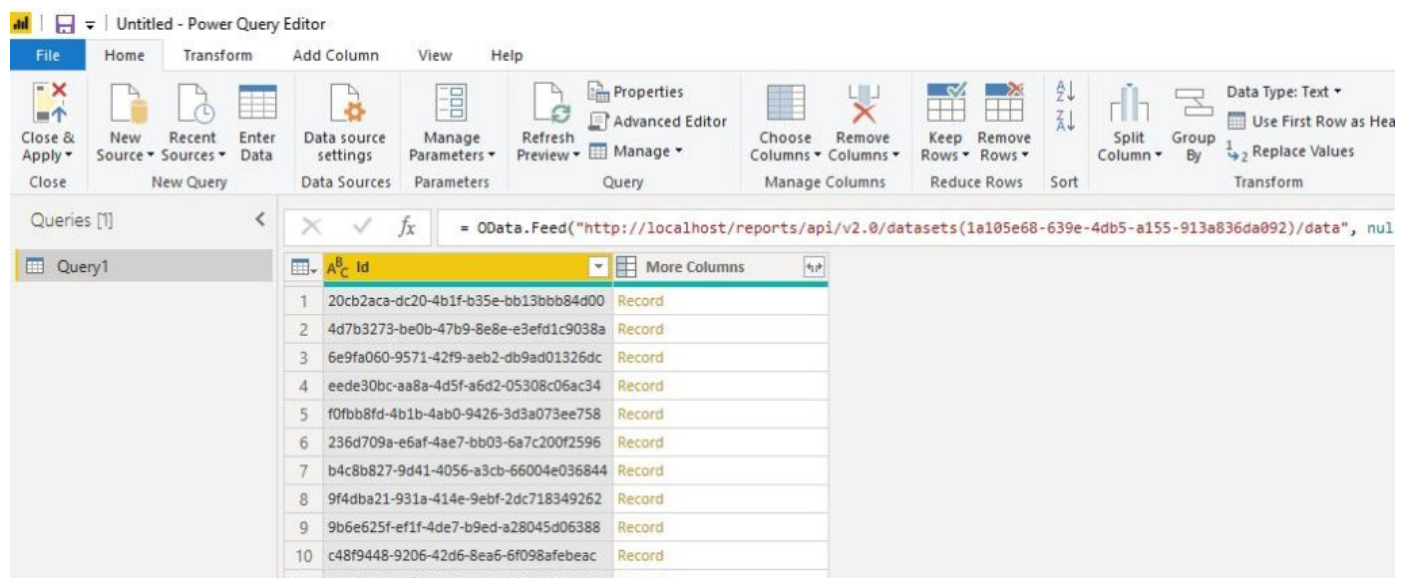 Untitled - Power Query Editor
File Home Transform Add Column View Help
Close & Apply
New Source
Recent Sources
Enter Data
Data source settings
Manage Parameters
Refresh Preview
Properties
Advanced Editor
Manage
Choose Columns
Remove Columns
Keep Rows
Remove Rows
Split Column
Group By
Data Type: Text
Use First Row as Hea
Replace Values
Close New Query Data Sources Parameters Query Manage Columns Reduce Rows Sort Transform
Queries [1]
fx = OData.Feed("http://localhost/reports/api/v2.0/datasets(1a105e68-639e-4db5-a155-913a836da092)/data", nul
Query1
ABC Id More Columns
1 20cb2aca-dc20-4b1f-b35e-bb13bbb84d00 Record
2 4d7b3273-be0b-47b9-8e8e-e3efd1c9038a Record
3 6e9fa060-9571-42f9-aeb2-db9ad01326dc Record
4 eede30bc-aa8a-4d5f-a6d2-05308c06ac34 Record
5 f0fbb8fd-4b1b-4ab0-9426-3d3a073ee758 Record
6 236d709a-e6af-4ae7-bb03-6a7c200f2596 Record
7 b4c8b827-9d41-4056-a3cb-66004e036844 Record
8 9f4dba21-931a-414e-9ebf-2dc718349262 Record
9 9b6e625f-ef1f-4de7-b9ed-a28045d06388 Record
10 c48f9448-9206-42d6-8ea6-6f098afebeac Record